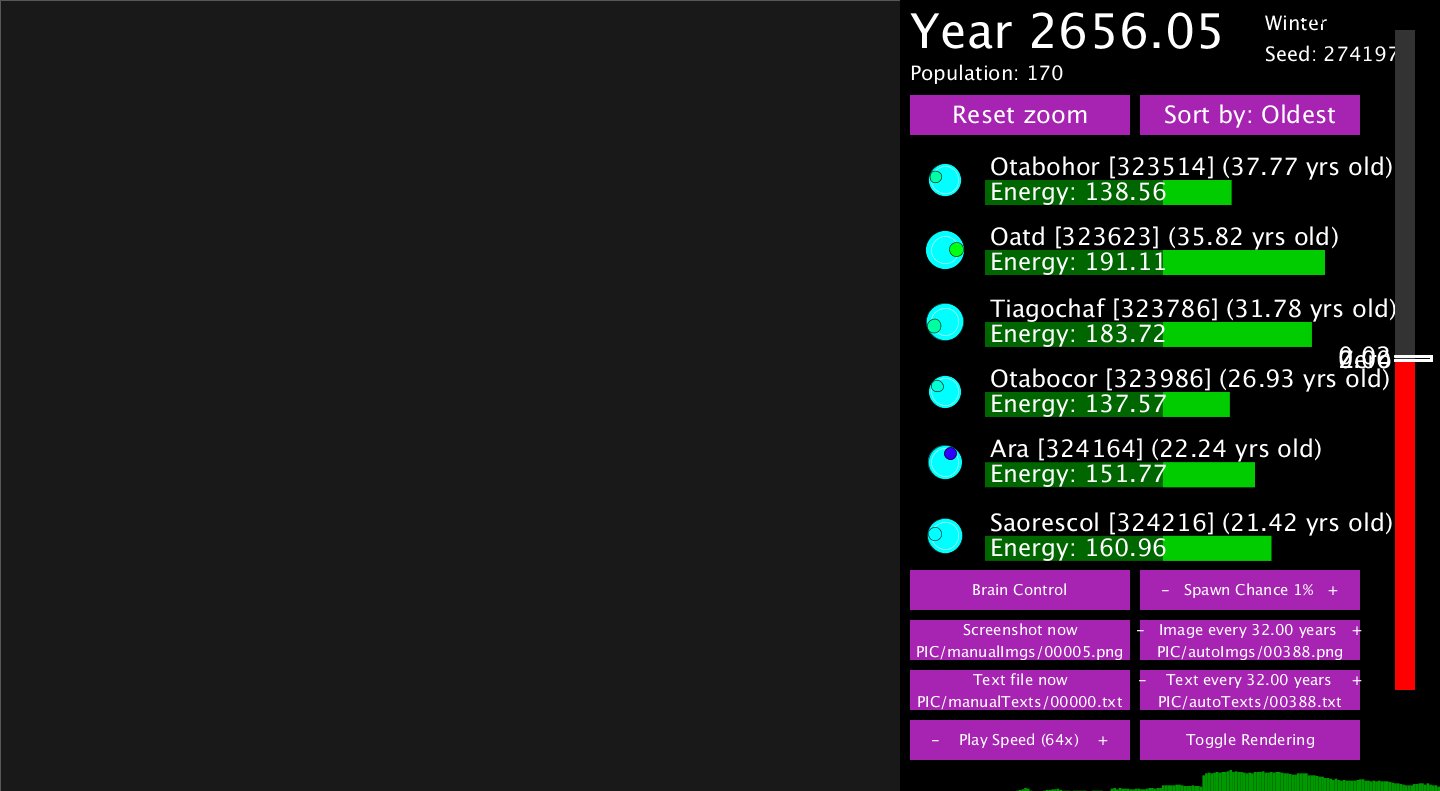 Year 2656.05
Winter
Seed: 274197
Population: 170
Reset zoom
Sort by: Oldest
Otabohor [323514] (37.77 yrs old)
Energy: 138.56
Oatd [323623] (35.82 yrs old)
Energy: 191.11
Tiagochaf [323786] (31.78 yrs old)
Energy: 183.72
Zero
Otabocor [323986] (26.93 yrs old)
Energy: 137.57
Ara [324164] (22.24 yrs old)
Energy: 151.77
Saorescol [324216] (21.42 yrs old)
Energy: 160.96
Brain Control
- Spawn Chance 1% +
Screenshot now
PIC/manualImgs/00005.png
- Image every 32.00 years +
PIC/autoImgs/00388.png
Text file now
PIC/manualTexts/00000.txt
- Text every 32.00 years +
PIC/autoTexts/00388.txt
- Play Speed (64x) +
Toggle Rendering